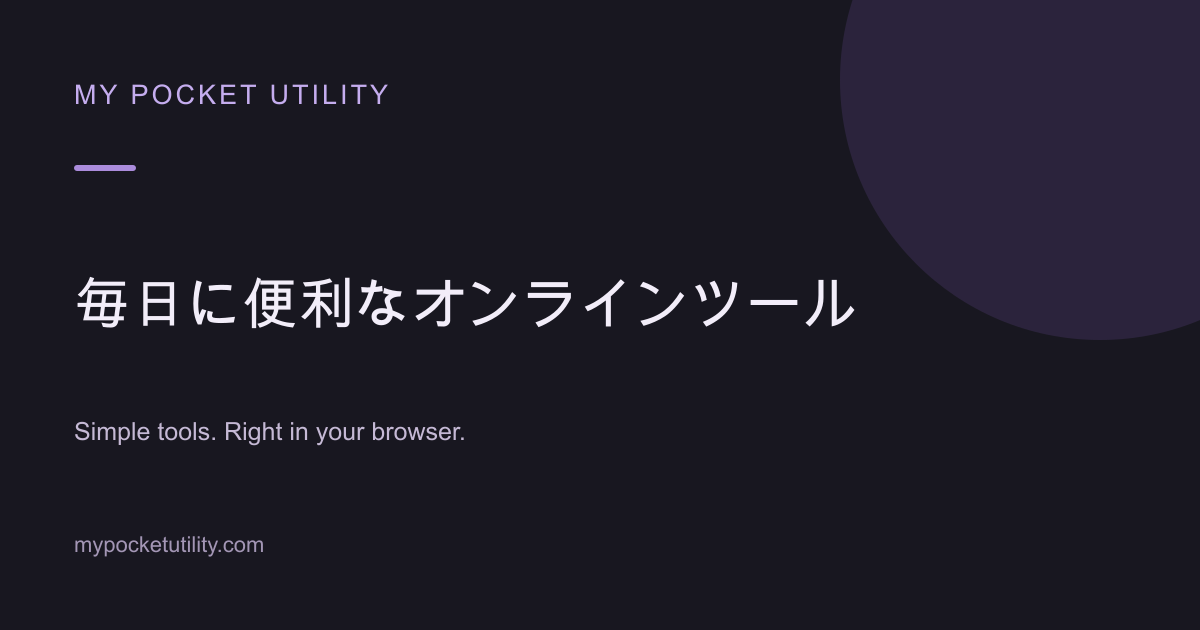 MY POCKET UTILITY
毎日に便利なオンラインツール
Simple tools. Right in your browser.
mypocketutility.com